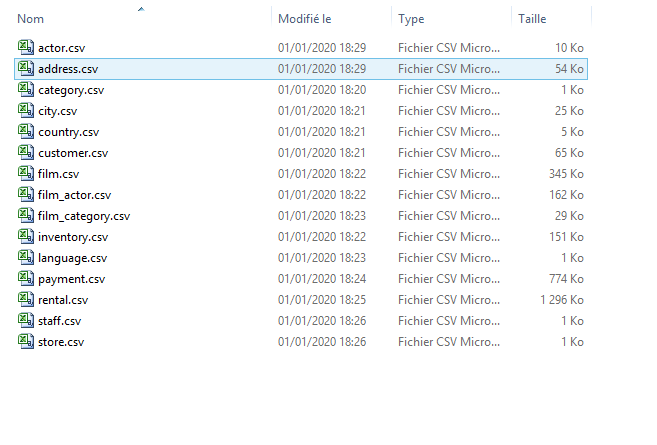 Nom Modifié le Type Taille
actor.csv 01/01/2020 18:29 Fichier CSV Micro... 10 Ko
address.csv 01/01/2020 18:29 Fichier CSV Micro... 54 Ko
category.csv 01/01/2020 18:20 Fichier CSV Micro... 1 Ko
city.csv 01/01/2020 18:21 Fichier CSV Micro... 25 Ko
country.csv 01/01/2020 18:21 Fichier CSV Micro... 5 Ko
customer.csv 01/01/2020 18:21 Fichier CSV Micro... 65 Ko
film.csv 01/01/2020 18:22 Fichier CSV Micro... 345 Ko
film_actor.csv 01/01/2020 18:22 Fichier CSV Micro... 162 Ko
film_category.csv 01/01/2020 18:23 Fichier CSV Micro... 29 Ko
inventory.csv 01/01/2020 18:22 Fichier CSV Micro... 151 Ko
language.csv 01/01/2020 18:23 Fichier CSV Micro... 1 Ko
payment.csv 01/01/2020 18:24 Fichier CSV Micro... 774 Ko
rental.csv 01/01/2020 18:25 Fichier CSV Micro... 1 296 Ko
staff.csv 01/01/2020 18:26 Fichier CSV Micro... 1 Ko
store.csv 01/01/2020 18:26 Fichier CSV Micro... 1 Ko